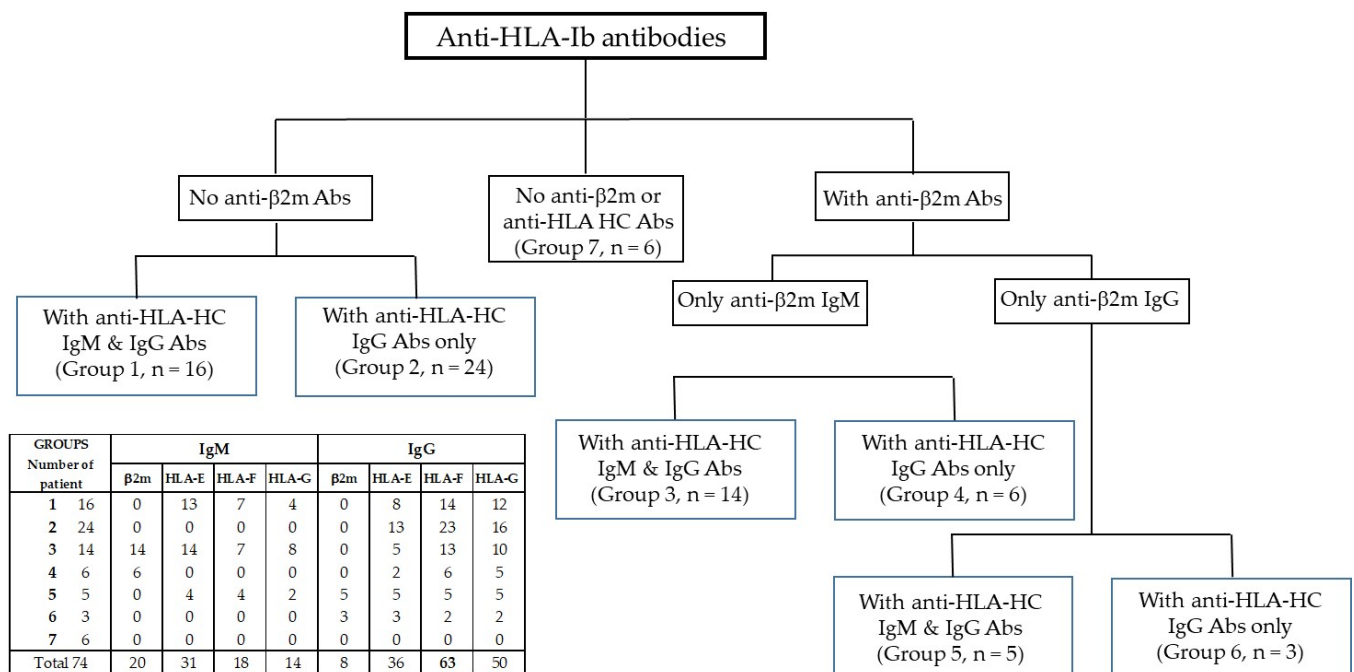 Anti-HLA-Ib antibodies
No anti-β2m Abs
No anti-β2m or
anti-HLA HC Abs
(Group 7, n = 6)
With anti-β2m Abs
Only anti-β2m IgM
Only anti-β2m IgG
With anti-HLA-HC
IgM & IgG Abs
(Group 1, n = 16)
With anti-HLA-HC
IgG Abs only
(Group 2, n = 24)
With anti-HLA-HC
IgM & IgG Abs
(Group 3, n = 14)
With anti-HLA-HC
IgG Abs only
(Group 4, n = 6)
With anti-HLA-HC
IgM & IgG Abs
(Group 5, n = 5)
With anti-HLA-HC
IgG Abs only
(Group 6, n = 3)
GROUPS
Number of
patient
IgM IgG
β2m HLA-E HLA-F HLA-G β2m HLA-E HLA-F HLA-G
1 16 0 13 7 4 0 8 14 12
2 24 0 0 0 0 0 13 23 16
3 14 14 14 7 8 0 5 13 10
4 6 6 0 0 0 0 2 6 5
5 5 0 4 4 2 5 5 5 5
6 3 0 0 0 0 3 3 2 2
7 6 0 0 0 0 0 0 0 0
Total 74 20 31 18 14 8 36 63 50